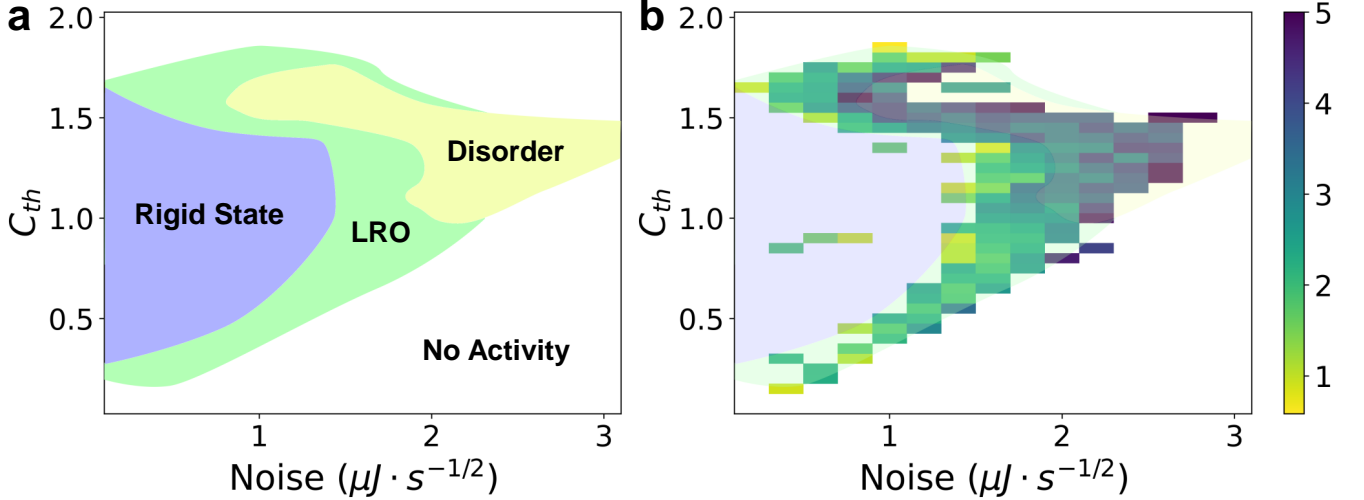 a
2.0
1.5
1.0
0.5
C_th
Rigid State
LRO
Disorder
No Activity
1
2
3
Noise (μJ · s^{-1/2})
b
2.0
1.5
1.0
0.5
C_th
1
2
3
Noise (μJ · s^{-1/2})
5
4
3
2
1